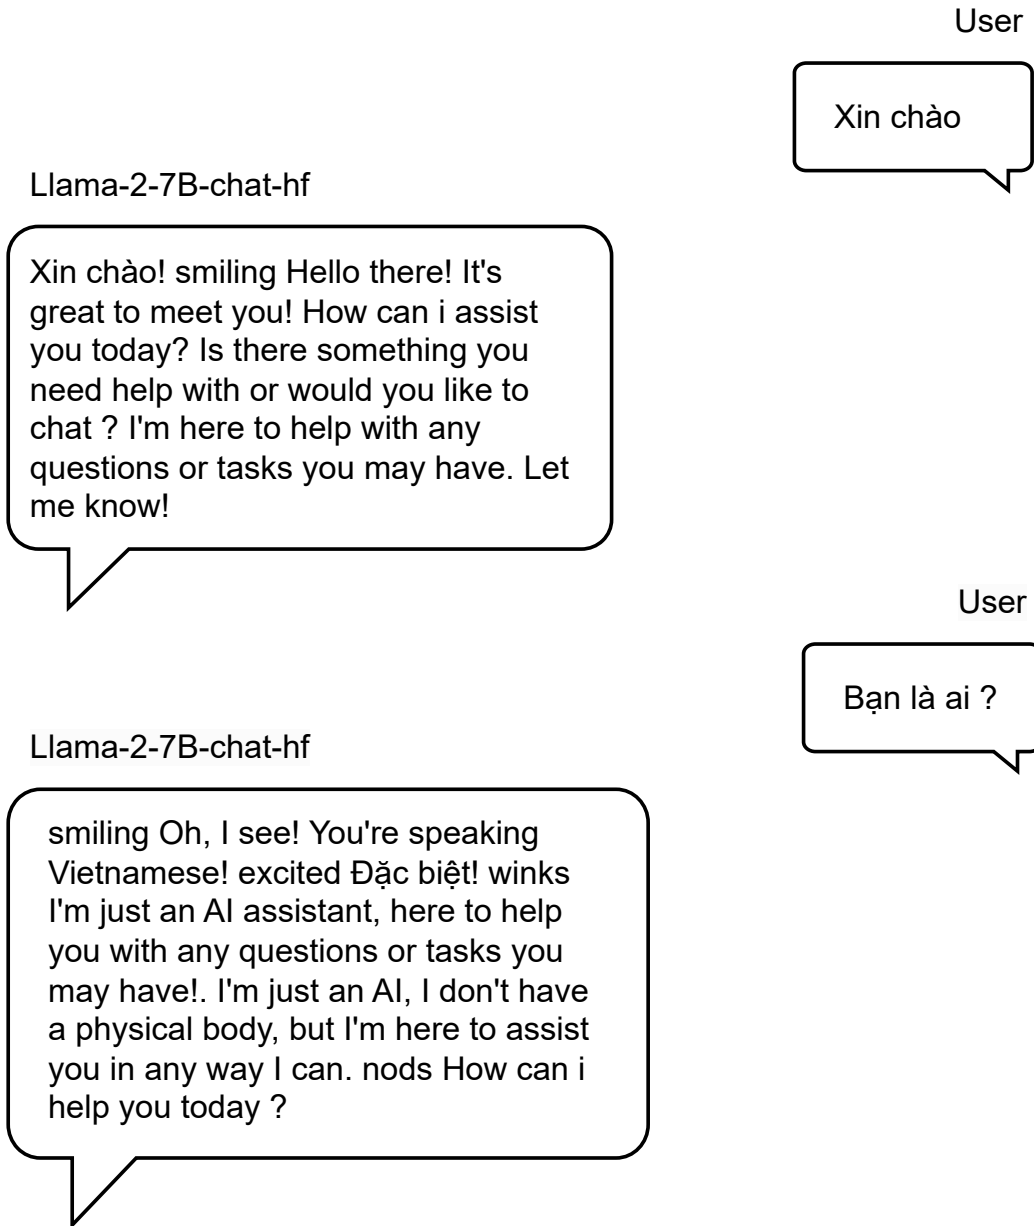 User
Xin chào
Llama-2-7B-chat-hf
Xin chào! smiling Hello there! It's
great to meet you! How can i assist
you today? Is there something you
need help with or would you like to
chat ? I'm here to help with any
questions or tasks you may have. Let
me know!
User
Bạn là ai ?
Llama-2-7B-chat-hf
smiling Oh, I see! You're speaking
Vietnamese! excited Đặc biệt! winks
I'm just an AI assistant, here to help
you with any questions or tasks you
may have!. I'm just an AI, I don't have
a physical body, but I'm here to assist
you in any way I can. nods How can i
help you today ?